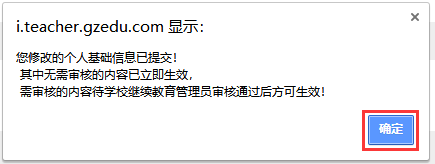 i.teacher.gzedu.com 显示：
您修改的个人基础信息已提交！
其中无需审核的内容已立即生效，
需审核的内容待学校继续教育管理员审核通过后方可生效！
确定